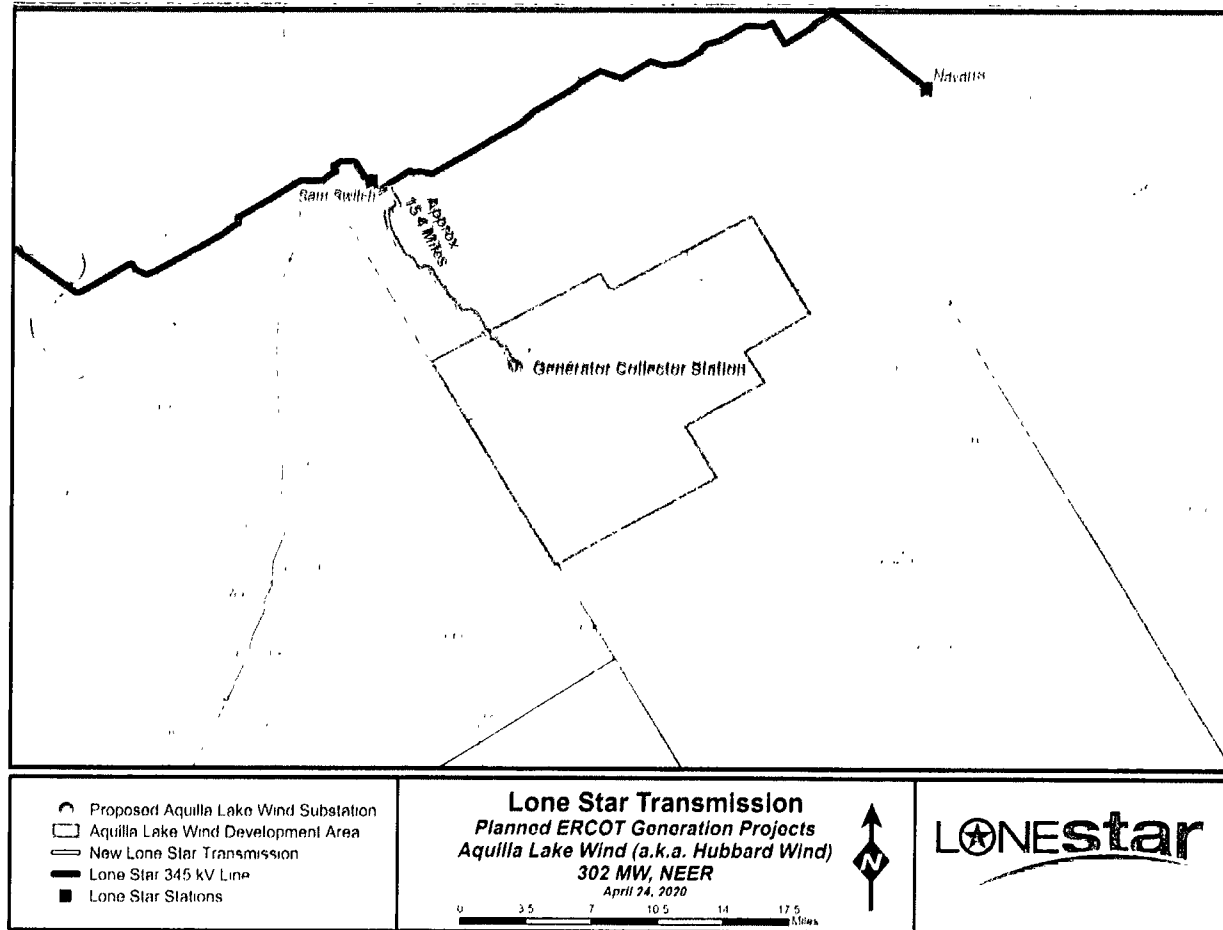 Sam Switch
Approx
15.4 Miles
Generator Collector Station
Proposed Aquilla Lake Wind Substation
Aquilla Lake Wind Development Area
New Lone Star Transmission
Lone Star 345 kV Line
Lone Star Stations
Lone Star Transmission
Planned ERCOT Generation Projects
Aquilla Lake Wind (a.k.a. Hubbard Wind)
302 MW, NEER
April 24, 2020
0 3.5 7 10.5 14 17.5
Miles
N
LONEstar